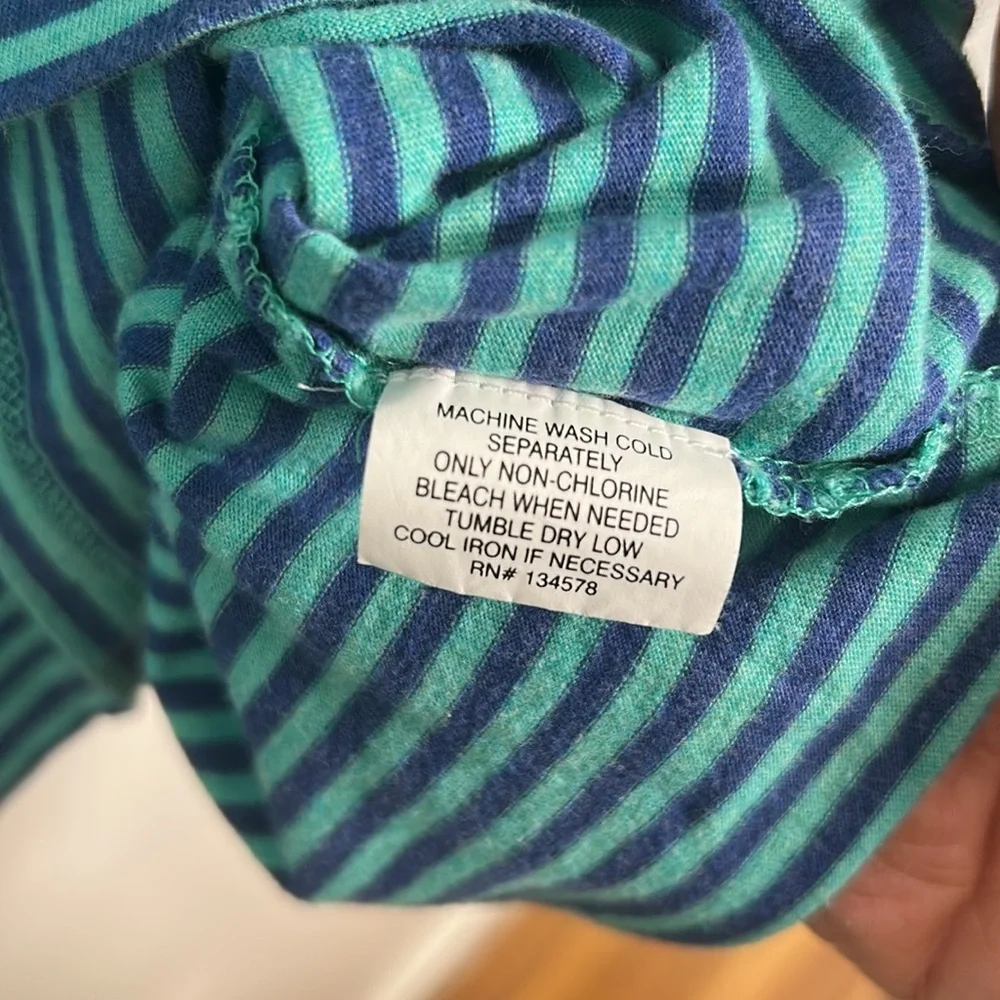 MACHINE WASH COLD
SEPARATELY
ONLY NON-CHLORINE
BLEACH WHEN NEEDED
TUMBLE DRY LOW
COOL IRON IF NECESSARY
RN# 134578